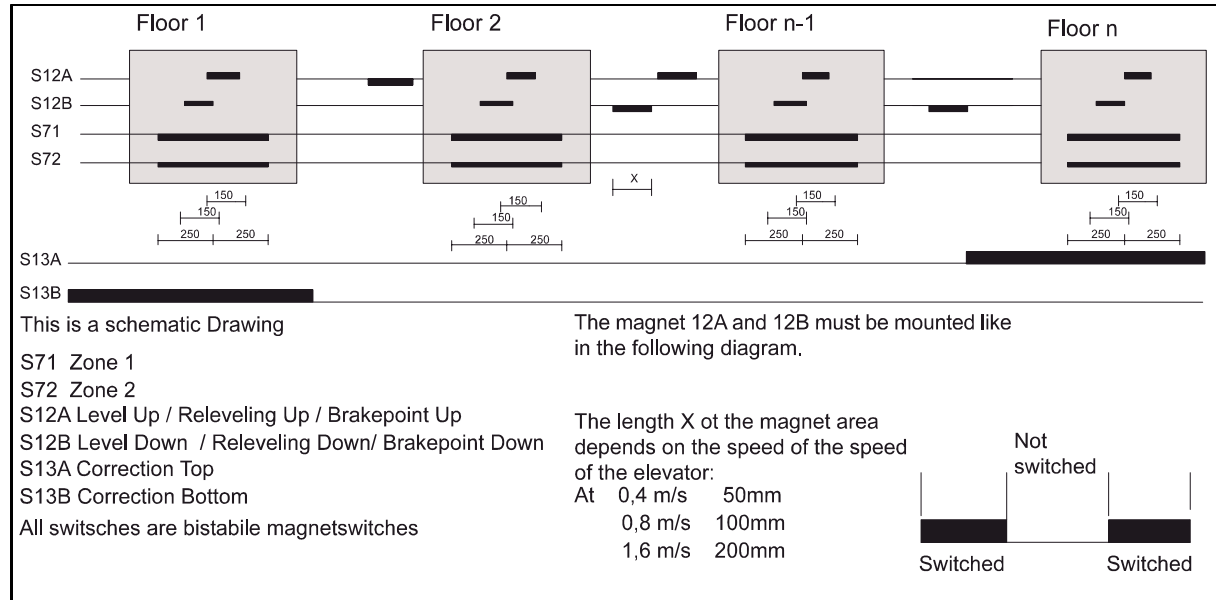 Floor 1 Floor 2 Floor n-1 Floor n
S12A
S12B
S71
S72
X
150 150 150 150
150 150 150 150
250 250 250 250 250 250 250 250
S13A
S13B
This is a schematic Drawing
S71 Zone 1
S72 Zone 2
S12A Level Up / Releveling Up / Brakepoint Up
S12B Level Down / Releveling Down/ Brakepoint Down
S13A Correction Top
S13B Correction Bottom
All switsches are bistabile magnetswitches
The magnet 12A and 12B must be mounted like
in the following diagram.
The length X ot the magnet area
depends on the speed of the speed
of the elevator:
At 0,4 m/s 50mm
0,8 m/s 100mm
1,6 m/s 200mm
Not
switched
Switched Switched